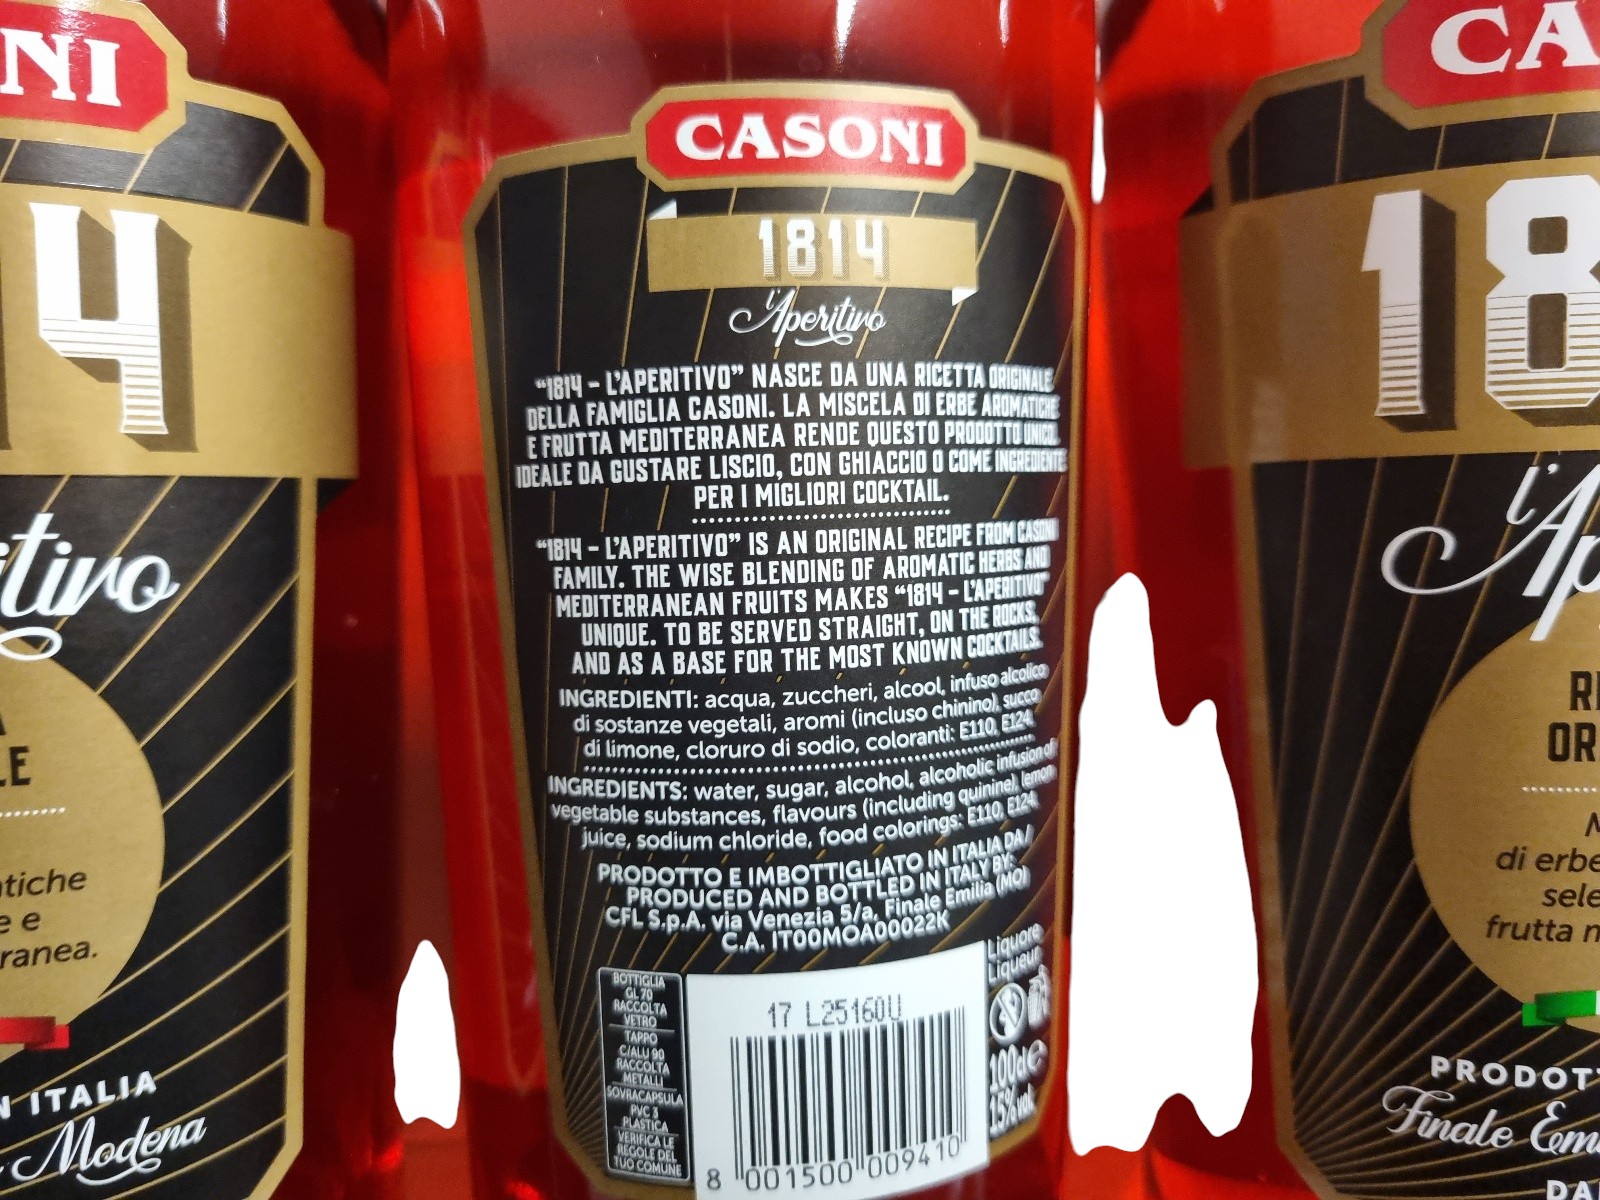 NI
4
itivo
A
LE
atiche
e e
ranea.
N ITALIA
Modena
CASONI
1814
l'Aperitivo
"1814 – L'APERITIVO" NASCE DA UNA RICETTA ORIGINALE
DELLA FAMIGLIA CASONI. LA MISCELA DI ERBE AROMATICHE
E FRUTTA MEDITERRANEA RENDE QUESTO PRODOTTO UNICO.
IDEALE DA GUSTARE LISCIO, CON GHIACCIO O COME INGREDIENTE
PER I MIGLIORI COCKTAIL.
"1814 – L'APERITIVO" IS AN ORIGINAL RECIPE FROM CASONI
FAMILY. THE WISE BLENDING OF AROMATIC HERBS AND
MEDITERRANEAN FRUITS MAKES "1814 – L'APERITIVO"
UNIQUE. TO BE SERVED STRAIGHT, ON THE ROCKS,
AND AS A BASE FOR THE MOST KNOWN COCKTAILS.
INGREDIENTI: acqua, zuccheri, alcool, infuso alcolico
di sostanze vegetali, aromi (incluso chinino), succo
di limone, cloruro di sodio, coloranti: E110, E124.
INGREDIENTS: water, sugar, alcohol, alcoholic infusion of
vegetable substances, flavours (including quinine), lemon
juice, sodium chloride, food colorings: E110, E124.
PRODOTTO E IMBOTTIGLIATO IN ITALIA DA/
PRODUCED AND BOTTLED IN ITALY BY:
CFL S.p.A. via Venezia 5/a, Finale Emilia (MO)
C.A. IT00MOA00022K
BOTTIGLIA
GL 70
RACCOLTA
VETRO
TAPPO
C/ALU 90
RACCOLTA
METALLI
SOVRACAPSULA
PVC 3
PLASTICA
VERIFICA LE
REGOLE DEL
TUO COMUNE
17 L25160U
8 001500 009410
Liquore
Liqueur
100cl e
15% vol
CA
18
l'Ap
RI
OR
M
di erbe
sele
frutta m
PRODOTT
Finale Emi
DA